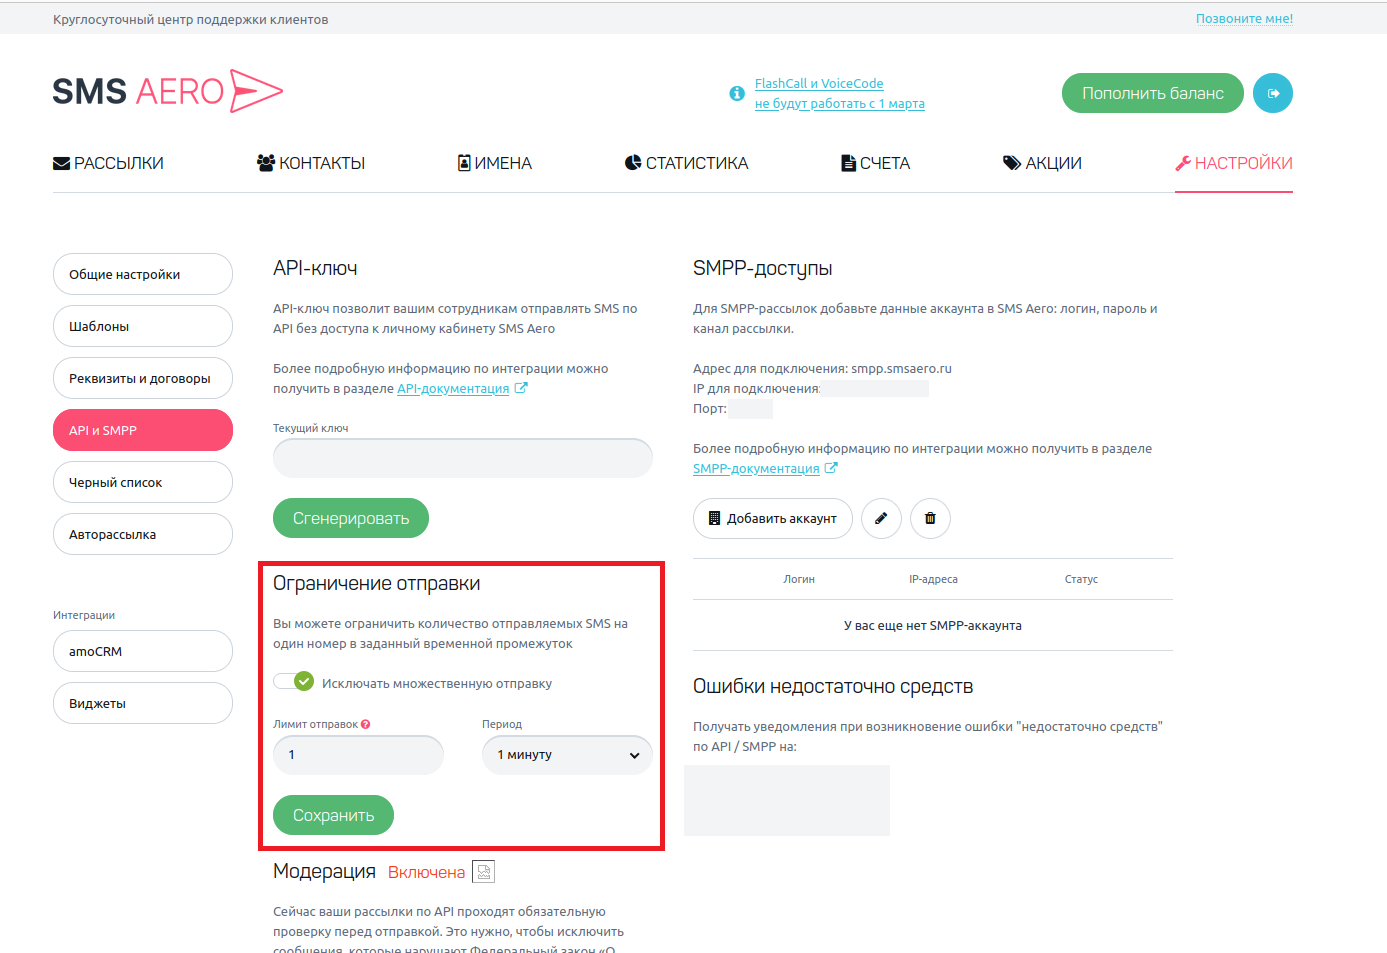 Круглосуточный центр поддержки клиентов
Позвоните мне!
SMS AERO
FlashCall и VoiceCode
не будут работать с 1 марта
Пополнить баланс
РАССЫЛКИ
КОНТАКТЫ
ИМЕНА
СТАТИСТИКА
СЧЕТА
АКЦИИ
НАСТРОЙКИ
Общие настройки
Шаблоны
Реквизиты и договоры
API и SMPP
Черный список
Авторассылка
Интеграции
amoCRM
Виджеты
API-ключ
API-ключ позволит вашим сотрудникам отправлять SMS по
API без доступа к личному кабинету SMS Aero
Более подробную информацию по интеграции можно
получить в разделе API-документация
Текущий ключ
Сгенерировать
Ограничение отправки
Вы можете ограничить количество отправляемых SMS на
один номер в заданный временной промежуток
Исключать множественную отправку
Лимит отправок
Период
1
1 минуту
Сохранить
Модерация Включена
Сейчас ваши рассылки по API проходят обязательную
проверку перед отправкой. Это нужно, чтобы исключить
сообщения, которые нарушают Федеральный закон «О
SMPP-доступы
Для SMPP-рассылок добавьте данные аккаунта в SMS Aero: логин, пароль и
канал рассылки.
Адрес для подключения: smpp.smsaero.ru
IP для подключения:
Порт:
Более подробную информацию по интеграции можно получить в разделе
SMPP-документация
Добавить аккаунт
Логин
IP-адреса
Статус
У вас еще нет SMPP-аккаунта
Ошибки недостаточно средств
Получать уведомления при возникновение ошибки "недостаточно средств"
по API / SMPP на: